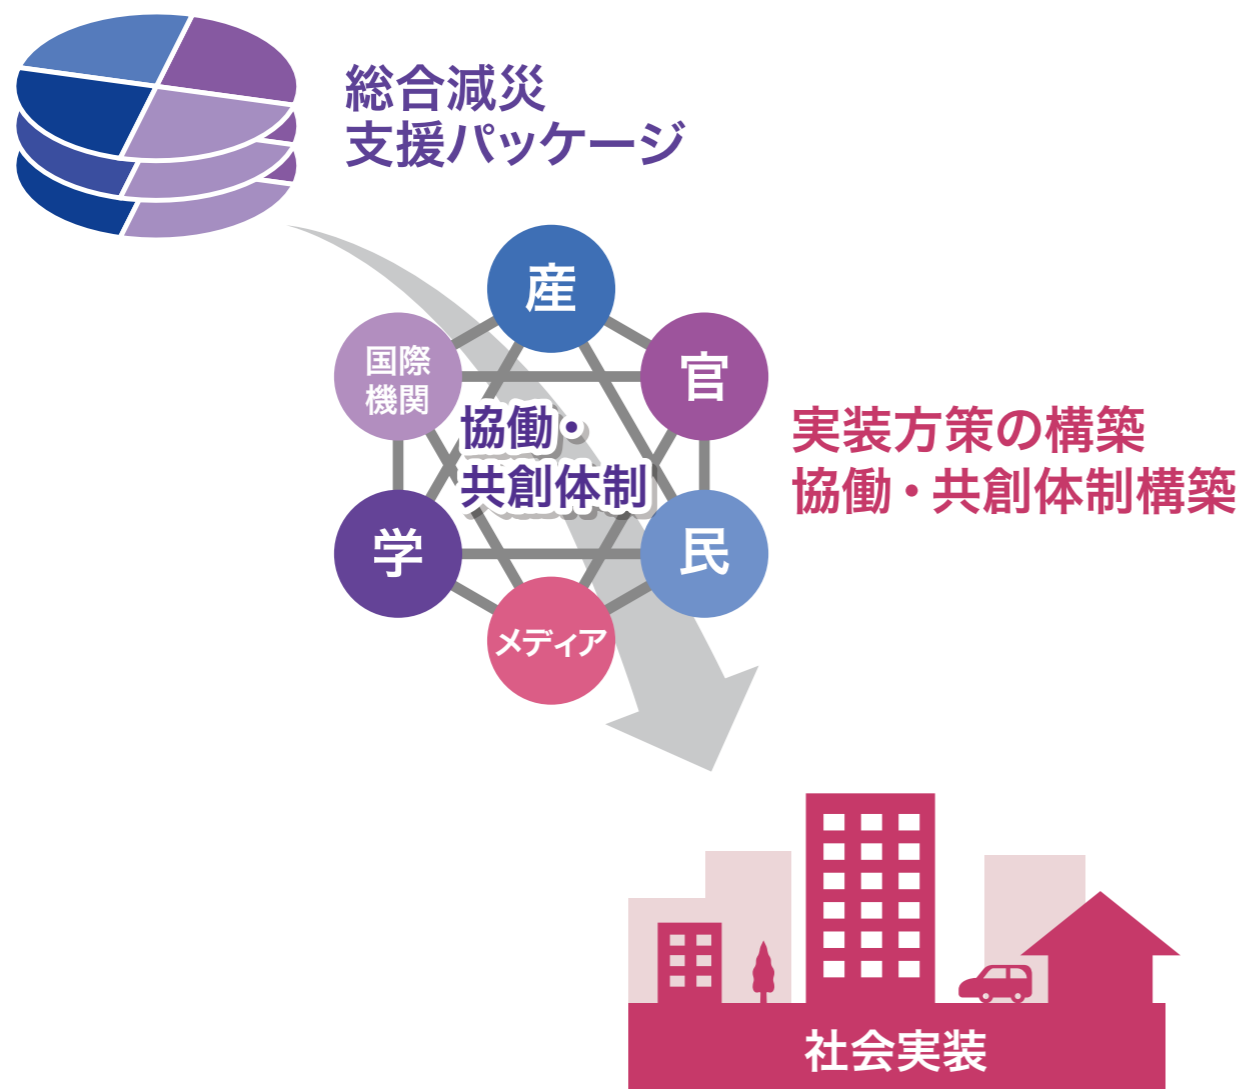 総合減災
支援パッケージ
産
国際
機関
官
協働・
共創体制
実装方策の構築
協働・共創体制構築
学
民
メディア
社会実装